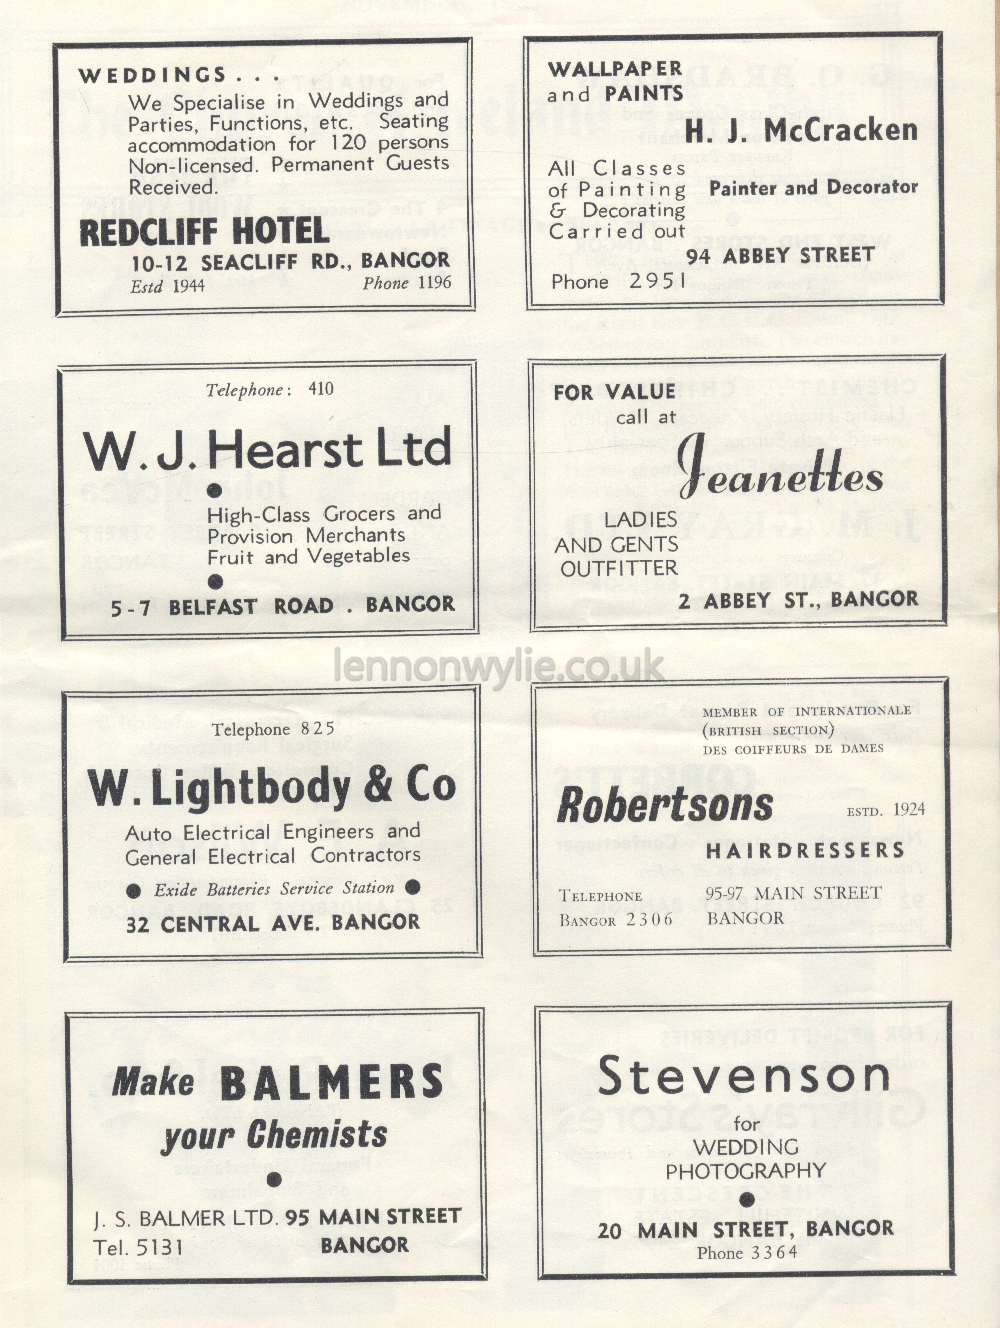 WEDDINGS . . .
We Specialise in Weddings and
Parties, Functions, etc. Seating
accommodation for 120 persons
Non-licensed. Permanent Guests
Received.
REDCLIFF HOTEL
10-12 SEACLIFF RD., BANGOR
Estd 1944 Phone 1196
WALLPAPER
and PAINTS
H. J. McCracken
All Classes
of Painting
& Decorating
Carried out
Painter and Decorator
94 ABBEY STREET
Phone 2951
Telephone: 410
W. J. Hearst Ltd
High-Class Grocers and
Provision Merchants
Fruit and Vegetables
5-7 BELFAST ROAD . BANGOR
FOR VALUE
call at
Jeanettes
LADIES
AND GENTS
OUTFITTER
2 ABBEY ST., BANGOR
lennonwylie.co.uk
Telephone 825
W. Lightbody & Co
Auto Electrical Engineers and
General Electrical Contractors
● Exide Batteries Service Station ●
32 CENTRAL AVE. BANGOR
MEMBER OF INTERNATIONALE
(BRITISH SECTION)
DES COIFFEURS DE DAMES
Robertsons ESTD. 1924
HAIRDRESSERS
TELEPHONE 95-97, MAIN STREET
BANGOR 2306 BANGOR
Make BALMERS
your Chemists
J. S. BALMER LTD. 95 MAIN STREET
Tel. 5131 BANGOR
Stevenson
for
WEDDING
PHOTOGRAPHY
20 MAIN STREET, BANGOR
Phone 3364